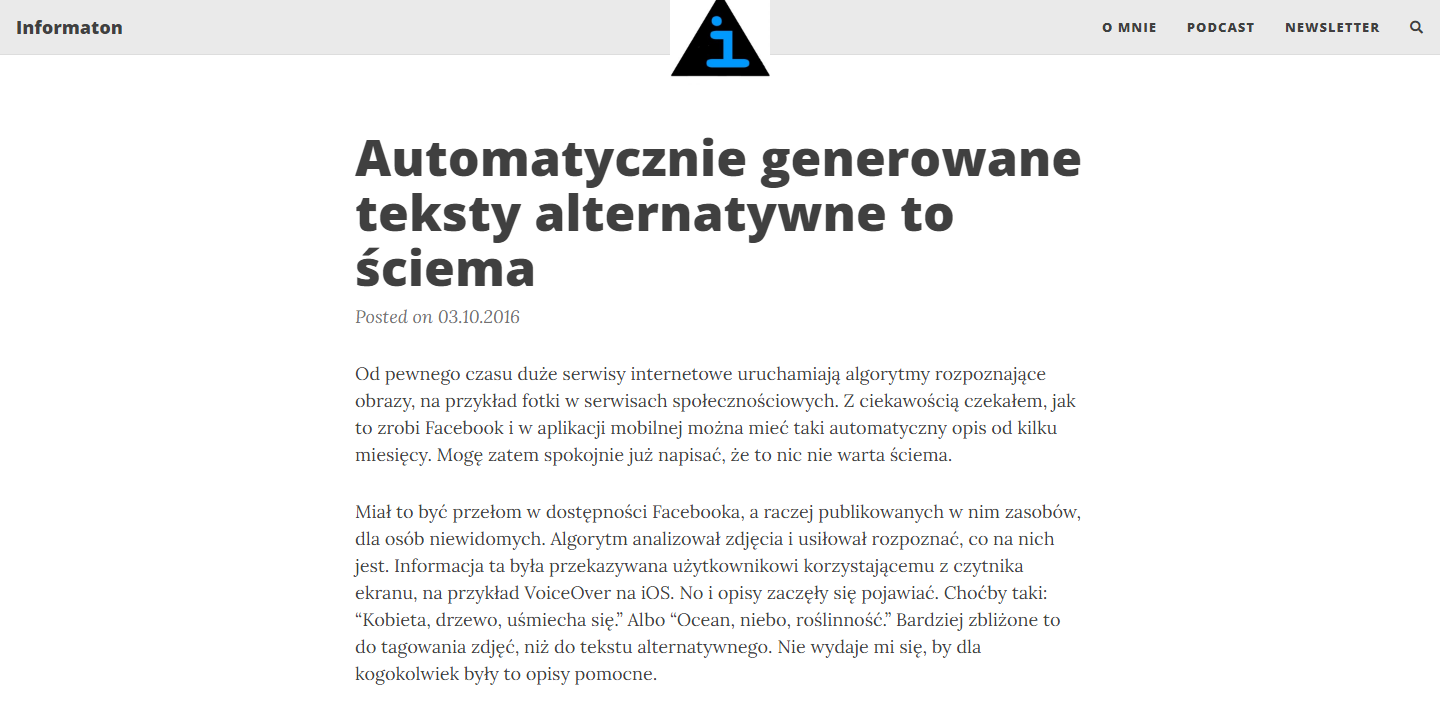 Informaton
i
O MNIE PODCAST NEWSLETTER
Automatycznie generowane
teksty alternatywne to
ściema
Posted on 03.10.2016
Od pewnego czasu duże serwisy internetowe uruchamiają algorytmy rozpoznające
obrazy, na przykład fotki w serwisach społecznościowych. Z ciekawością czekałem, jak
to zrobi Facebook i w aplikacji mobilnej można mieć taki automatyczny opis od kilku
miesięcy. Mogę zatem spokojnie już napisać, że to nic nie warta ściema.
Miał to być przełom w dostępności Facebooka, a raczej publikowanych w nim zasobów,
dla osób niewidomych. Algorytm analizował zdjęcia i usiłował rozpoznać, co na nich
jest. Informacja ta była przekazywana użytkownikowi korzystającemu z czytnika
ekranu, na przykład VoiceOver na iOS. No i opisy zaczęły się pojawiać. Choćby taki:
“Kobieta, drzewo, uśmiecha się.” Albo “Ocean, niebo, roślinność.” Bardziej zbliżone to
do tagowania zdjęć, niż do tekstu alternatywnego. Nie wydaje mi się, by dla
kogokolwiek były to opisy pomocne.